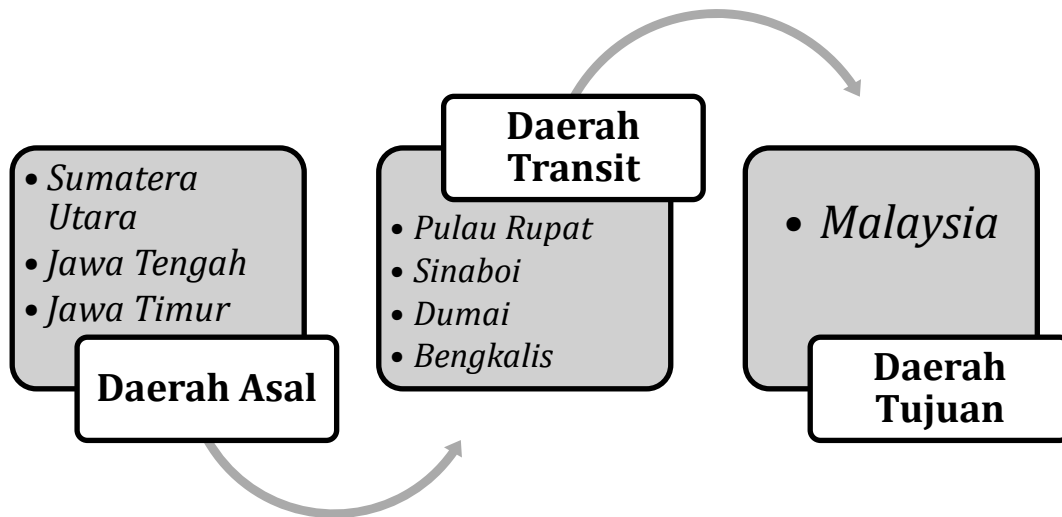 • Sumatera
Utara
• Jawa Tengah
• Jawa Timur
Daerah Asal
Daerah
Transit
• Pulau Rupat
• Sinaboi
• Dumai
• Bengkalis
• Malaysia
Daerah
Tujuan